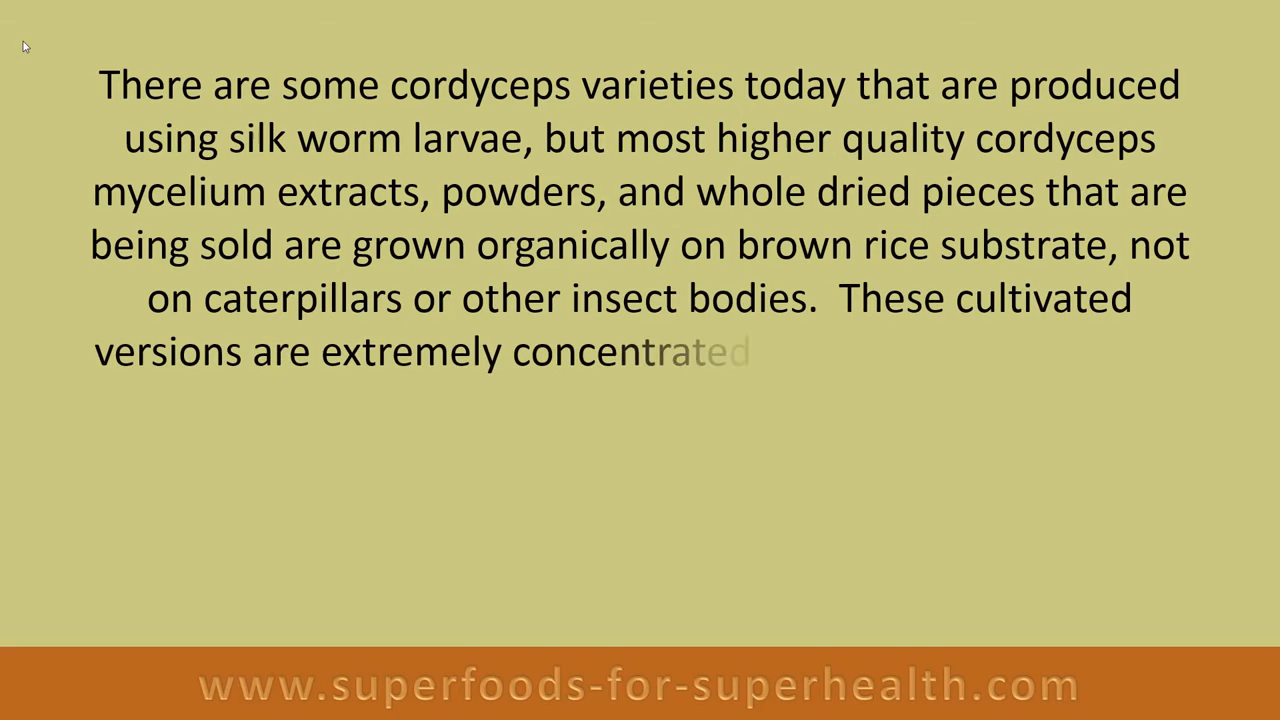 There are some cordyceps varieties today that are produced
using silk worm larvae, but most higher quality cordyceps
mycelium extracts, powders, and whole dried pieces that are
being sold are grown organically on brown rice substrate, not
on caterpillars or other insect bodies.  These cultivated
versions are extremely concentrated
www.superfoods-for-superhealth.com